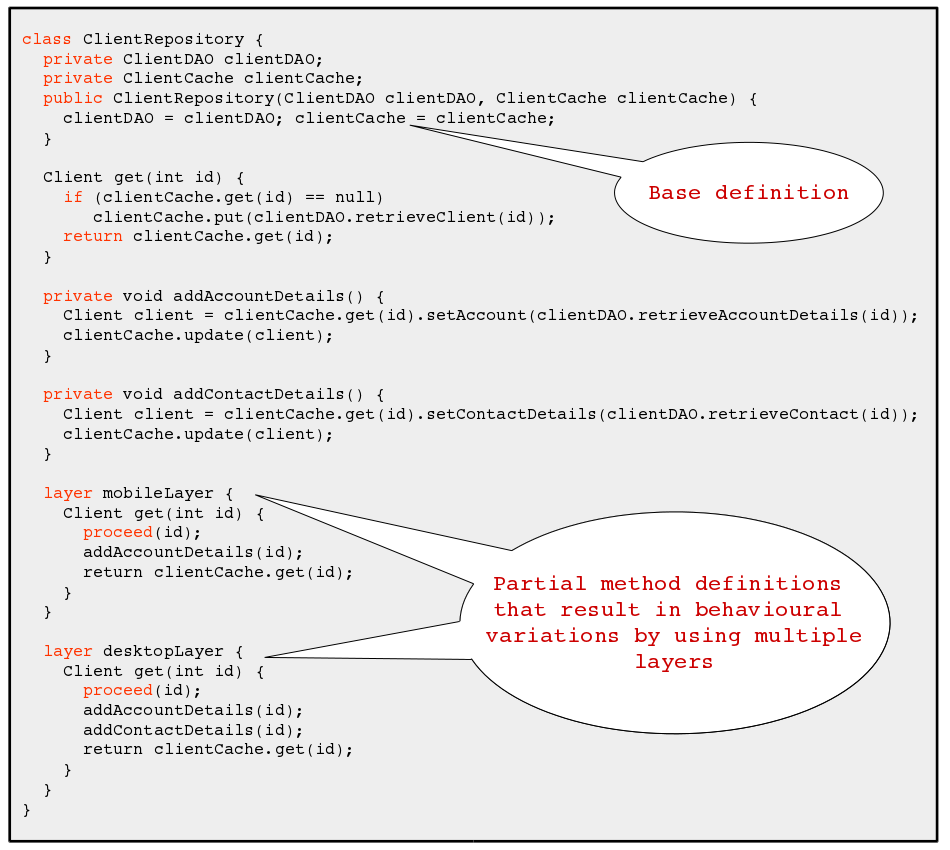 class ClientRepository {
  private ClientDAO clientDAO;
  private ClientCache clientCache;
  public ClientRepository(ClientDAO clientDAO, ClientCache clientCache) {
    clientDAO = clientDAO; clientCache = clientCache;
  }
Base definition
  Client get(int id) {
    if (clientCache.get(id) == null)
       clientCache.put(clientDAO.retrieveClient(id));
    return clientCache.get(id);
  }
  private void addAccountDetails() {
    Client client = clientCache.get(id).setAccount(clientDAO.retrieveAccountDetails(id));
    clientCache.update(client);
  }
  private void addContactDetails() {
    Client client = clientCache.get(id).setContactDetails(clientDAO.retrieveContact(id));
    clientCache.update(client);
  }
  layer mobileLayer {
    Client get(int id) {
      proceed(id);
      addAccountDetails(id);
      return clientCache.get(id);
    }
  }
Partial method definitions
that result in behavioural
variations by using multiple
layers
  layer desktopLayer {
    Client get(int id) {
      proceed(id);
      addAccountDetails(id);
      addContactDetails(id);
      return clientCache.get(id);
    }
  }
}